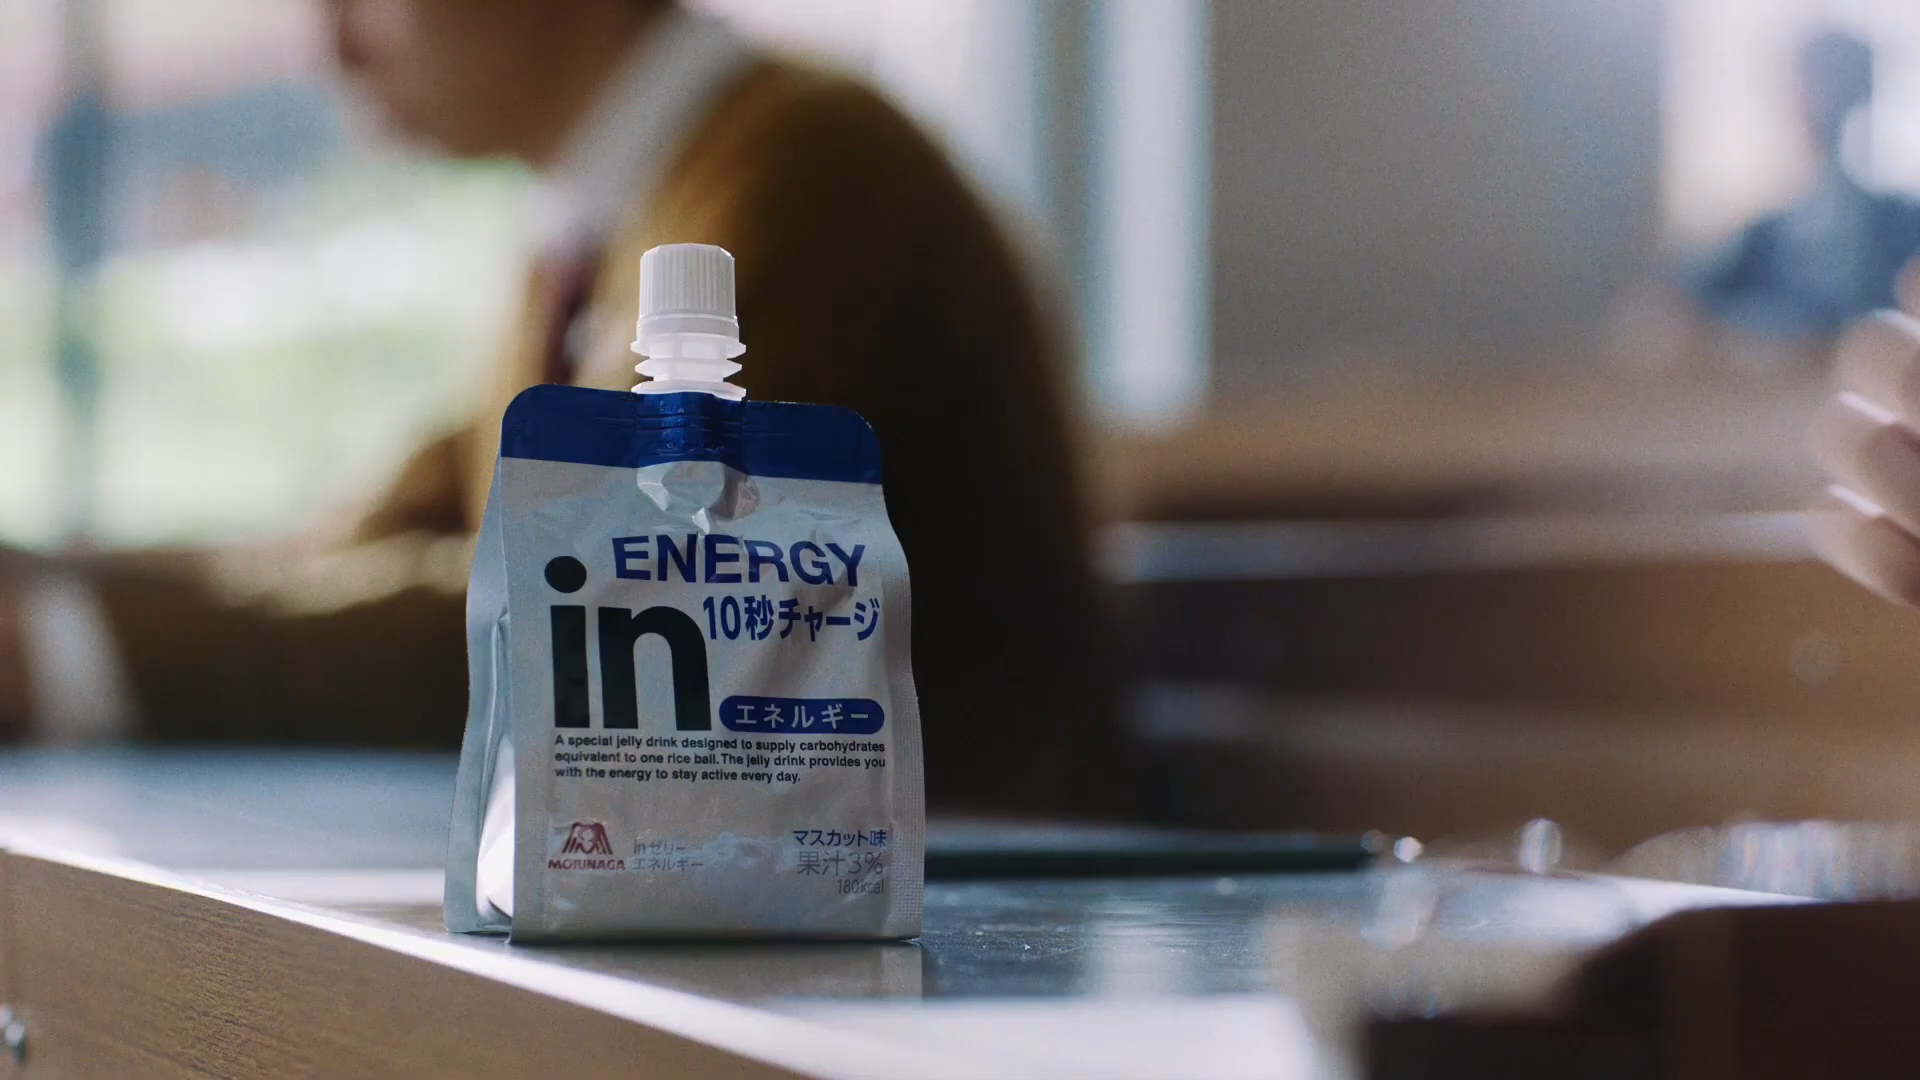 ENERGY
in
10秒チャージ
エネルギー
A special jelly drink designed to supply carbohydrates
equivalent to one rice ball. The jelly drink provides you
with the energy to stay active every day.
MORINAGA
inゼリー
エネルギー
マスカット味
果汁3%
180kcal